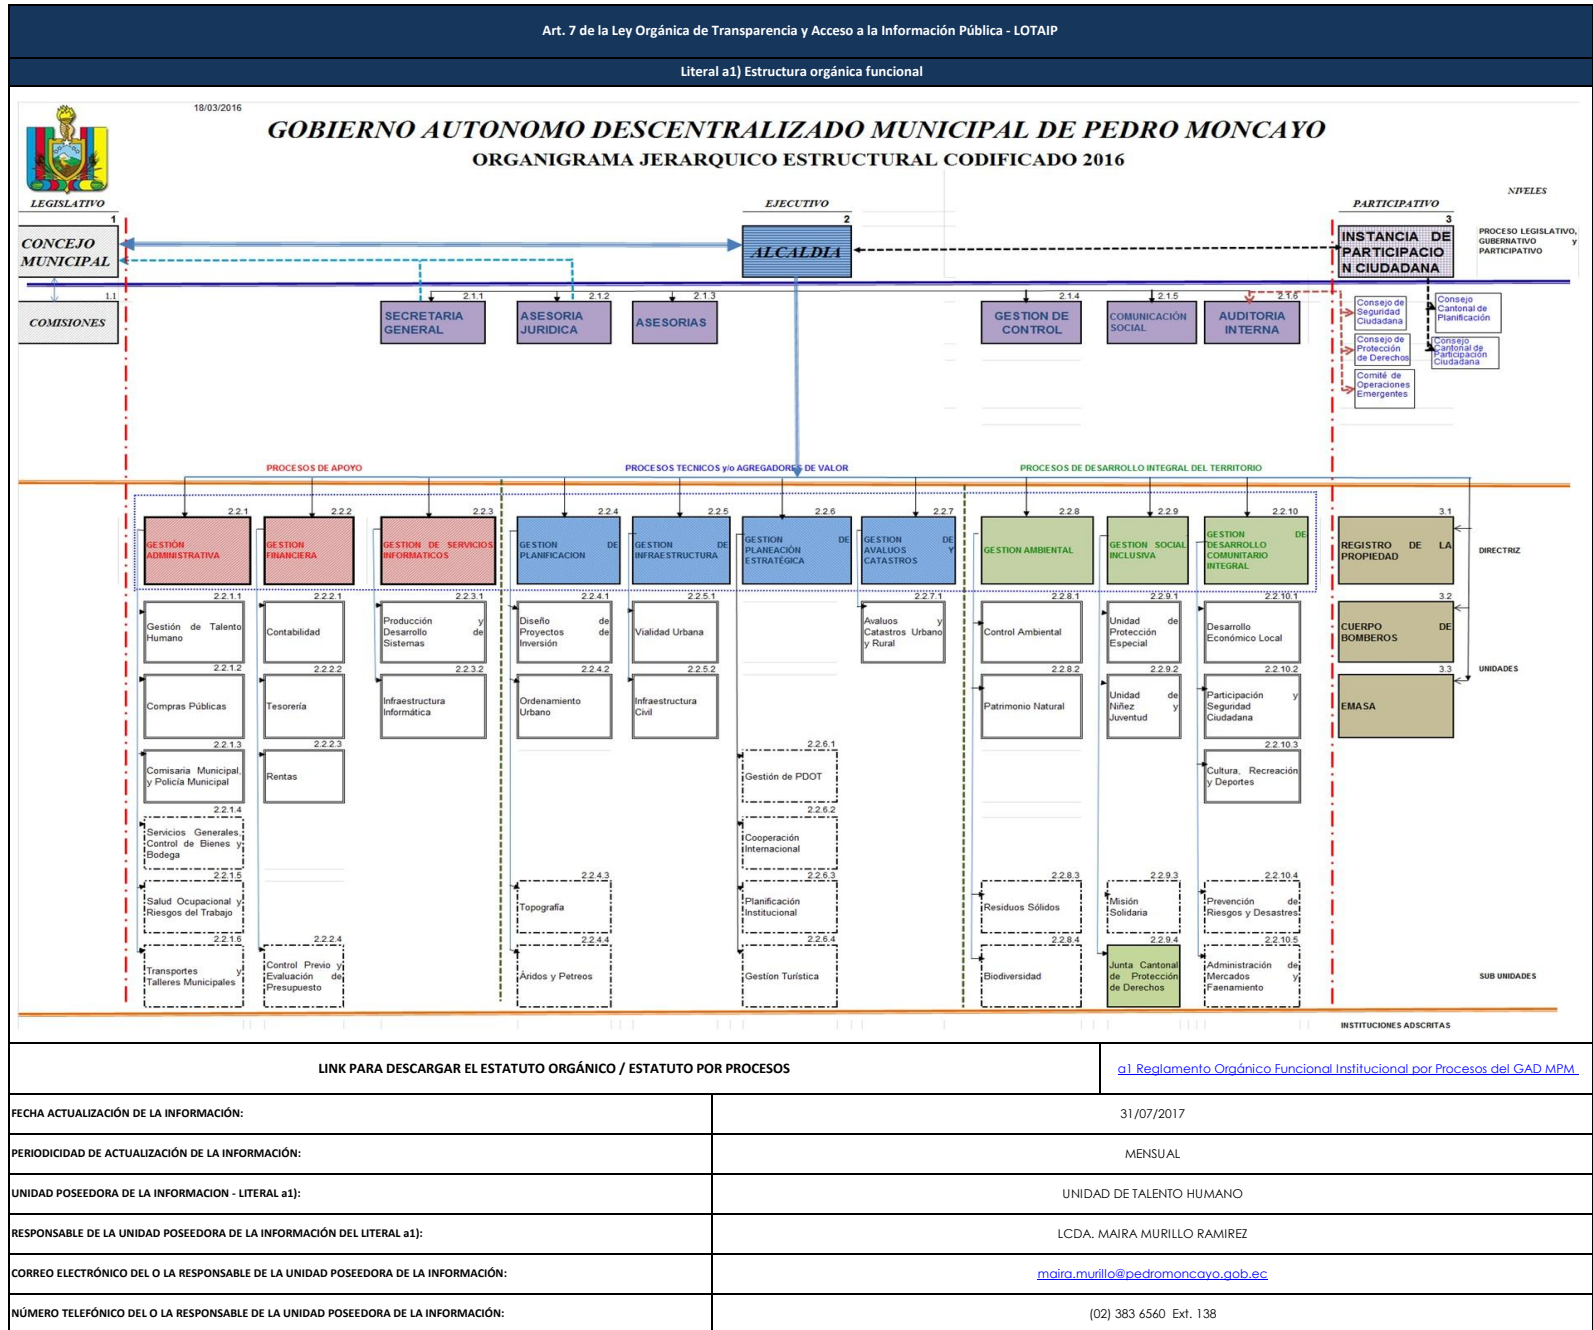 Art. 7 de la Ley Orgánica de Transparencia y Acceso a la Información Pública - LOTAIP
Literal a1) Estructura orgánica funcional
18/03/2016
GOBIERNO AUTONOMO DESCENTRALIZADO MUNICIPAL DE PEDRO MONCAYO
ORGANIGRAMA JERARQUICO ESTRUCTURAL CODIFICADO 2016
NIVELES
LEGISLATIVO
EJECUTIVO
PARTICIPATIVO
1
CONCEJO
MUNICIPAL
2
ALCALDIA
3
INSTANCIA DE
PARTICIPACIO
N CIUDADANA
PROCESO LEGISLATIVO,
GUBERNATIVO y
PARTICIPATIVO
1.1
COMISIONES
2.1.1
SECRETARIA
GENERAL
2.1.2
ASESORIA
JURIDICA
2.1.3
ASESORIAS
2.1.4
GESTION DE
CONTROL
2.1.5
COMUNICACIÓN
SOCIAL
2.1.6
AUDITORIA
INTERNA
Consejo de
Seguridad
Ciudadana
Consejo
Cantonal de
Planificación
Consejo de
Protección
de Derechos
Consejo
Cantonal de
Participación
Ciudadana
Comité de
Operaciones
Emergentes
PROCESOS DE APOYO
PROCESOS TECNICOS y/o AGREGADORES DE VALOR
PROCESOS DE DESARROLLO INTEGRAL DEL TERRITORIO
2.2.1
GESTIÓN
ADMINISTRATIVA
2.2.2
GESTION
FINANCIERA
2.2.3
GESTION DE SERVICIOS
INFORMATICOS
2.2.4
GESTION DE
PLANIFICACION
2.2.5
GESTION DE
INFRAESTRUCTURA
2.2.6
GESTION DE
PLANEACIÓN
ESTRATÉGICA
2.2.7
GESTION DE
AVALUOS Y
CATASTROS
2.2.8
GESTION AMBIENTAL
2.2.9
GESTION SOCIAL
INCLUSIVA
2.2.10
GESTION DE
DESARROLLO
COMUNITARIO
INTEGRAL
3.1
REGISTRO DE LA
PROPIEDAD
DIRECTRIZ
2.2.1.1
Gestión de Talento
Humano
2.2.2.1
Contabilidad
2.2.3.1
Producción y
Desarrollo de
Sistemas
2.2.4.1
Diseño de
Proyectos de
Inversión
2.2.5.1
Vialidad Urbana
2.2.7.1
Avaluos y
Catastros Urbano
y Rural
2.2.8.1
Control Ambiental
2.2.9.1
Unidad de
Protección
Especial
2.2.10.1
Desarrollo
Económico Local
3.2
CUERPO DE
BOMBEROS
2.2.1.2
Compras Públicas
2.2.2.2
Tesorería
2.2.3.2
Infraestructura
Informática
2.2.4.2
Ordenamiento
Urbano
2.2.5.2
Infraestructura
Civil
2.2.8.2
Patrimonio Natural
2.2.9.2
Unidad de
Niñez y
Juventud
2.2.10.2
Participación y
Seguridad
Ciudadana
3.3
EMASA
UNIDADES
2.2.1.3
Comisaria Municipal,
y Policía Municipal
2.2.2.3
Rentas
2.2.6.1
Gestión de PDOT
2.2.10.3
Cultura, Recreación
y Deportes
2.2.1.4
Servicios Generales,
Control de Bienes y
Bodega
2.2.6.2
Cooperación
Internacional
2.2.1.5
Salud Ocupacional y
Riesgos del Trabajo
2.2.4.3
Topografía
2.2.6.3
Planificación
Institucional
2.2.8.3
Residuos Sólidos
2.2.9.3
Misión
Solidaria
2.2.10.4
Prevención de
Riesgos y Desastres
2.2.1.6
Transportes y
Talleres Municipales
2.2.2.4
Control Previo y
Evaluación de
Presupuesto
2.2.4.4
Áridos y Petreos
2.2.6.4
Gestíon Turística
2.2.8.4
Biodiversidad
2.2.9.4
Junta Cantonal
de Protección
de Derechos
2.2.10.5
Administración de
Mercados y
Faenamiento
SUB UNIDADES
INSTITUCIONES ADSCRITAS
LINK PARA DESCARGAR EL ESTATUTO ORGÁNICO / ESTATUTO POR PROCESOS
a1 Reglamento Orgánico Funcional Institucional por Procesos del GAD MPM
FECHA ACTUALIZACIÓN DE LA INFORMACIÓN:
31/07/2017
PERIODICIDAD DE ACTUALIZACIÓN DE LA INFORMACIÓN:
MENSUAL
UNIDAD POSEEDORA DE LA INFORMACION - LITERAL a1):
UNIDAD DE TALENTO HUMANO
RESPONSABLE DE LA UNIDAD POSEEDORA DE LA INFORMACIÓN DEL LITERAL a1):
LCDA. MAIRA MURILLO RAMIREZ
CORREO ELECTRÓNICO DEL O LA RESPONSABLE DE LA UNIDAD POSEEDORA DE LA INFORMACIÓN:
maira.murillo@pedromoncayo.gob.ec
NÚMERO TELEFÓNICO DEL O LA RESPONSABLE DE LA UNIDAD POSEEDORA DE LA INFORMACIÓN:
(02) 383 6560 Ext. 138